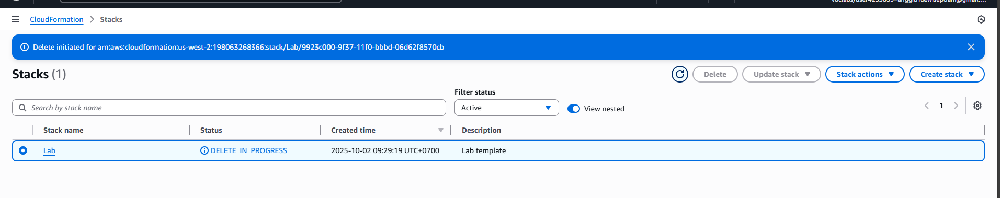 CloudFormation > Stacks
Delete initiated for arn:aws:cloudformation:us-west-2:198063268366:stack/Lab/9923c000-9f37-11f0-bbbd-06d62f8570cb
Stacks (1)
Delete
Update stack
Stack actions
Create stack
Filter status
Search by stack name
Active
View nested
1
Stack name Status Created time Description
Lab DELETE_IN_PROGRESS 2025-10-02 09:29:19 UTC+0700 Lab template